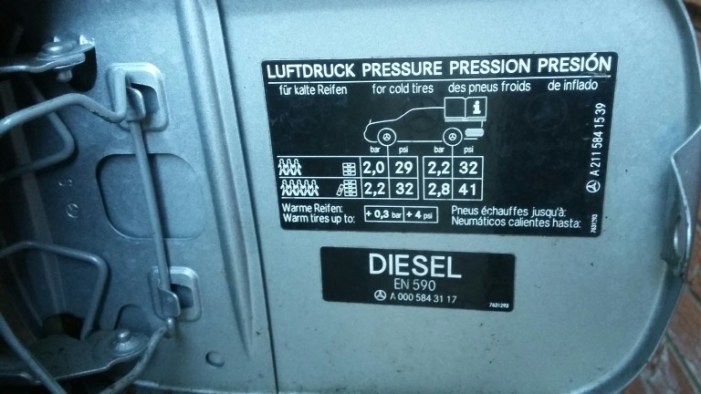 LUFTDRUCK PRESSURE PRESSION PRESIÓN
für kalte Reifen for cold tires des pneus froids de inflado
i
bar psi bar psi
2,0 29 2,2 32
2,2 32 2,8 41
Warme Reifen:
Warm tires up to:
+ 0,3 bar + 4 psi
Pneus échauffes jusqu'à:
Neumáticos calientes hasta:
A 211 584 15 39
DIESEL
EN 590
A 000 584 31 17